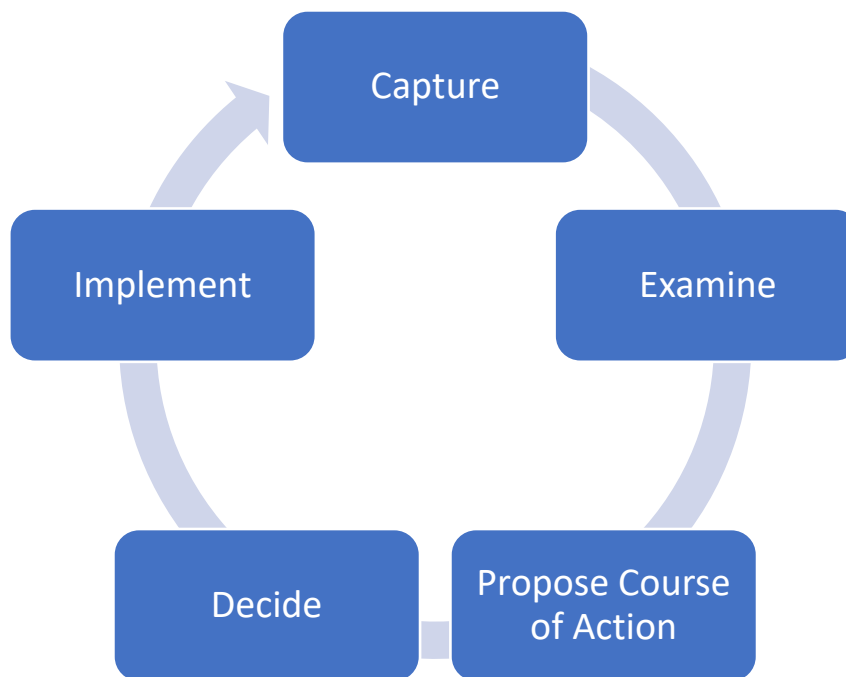 Capture
Examine
Propose Course
of Action
Decide
Implement